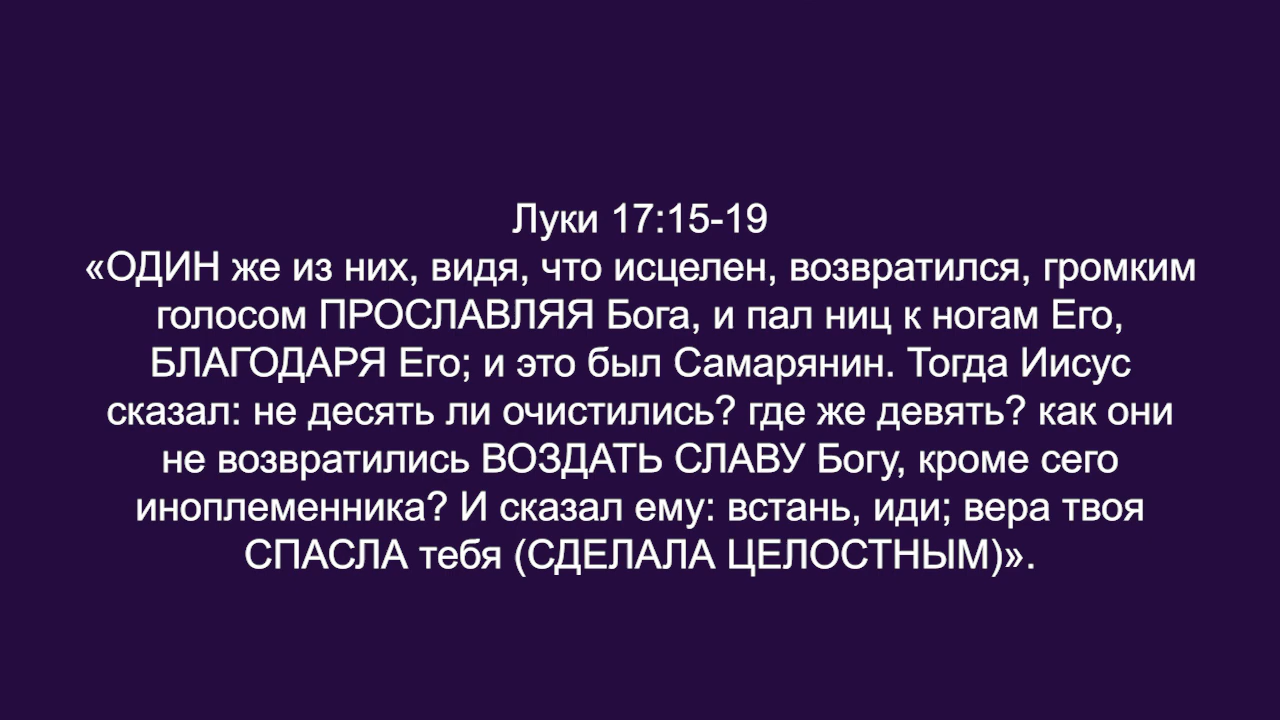 Луки 17:15-19
«ОДИН же из них, видя, что исцелен, возвратился, громким
голосом ПРОСЛАВЛЯЯ Бога, и пал ниц к ногам Его,
БЛАГОДАРЯ Его; и это был Самарянин. Тогда Иисус
сказал: не десять ли очистились? где же девять? как они
не возвратились ВОЗДАТЬ СЛАВУ Богу, кроме сего
иноплеменника? И сказал ему: встань, иди; вера твоя
СПАСЛА тебя (СДЕЛАЛА ЦЕЛОСТНЫМ)».